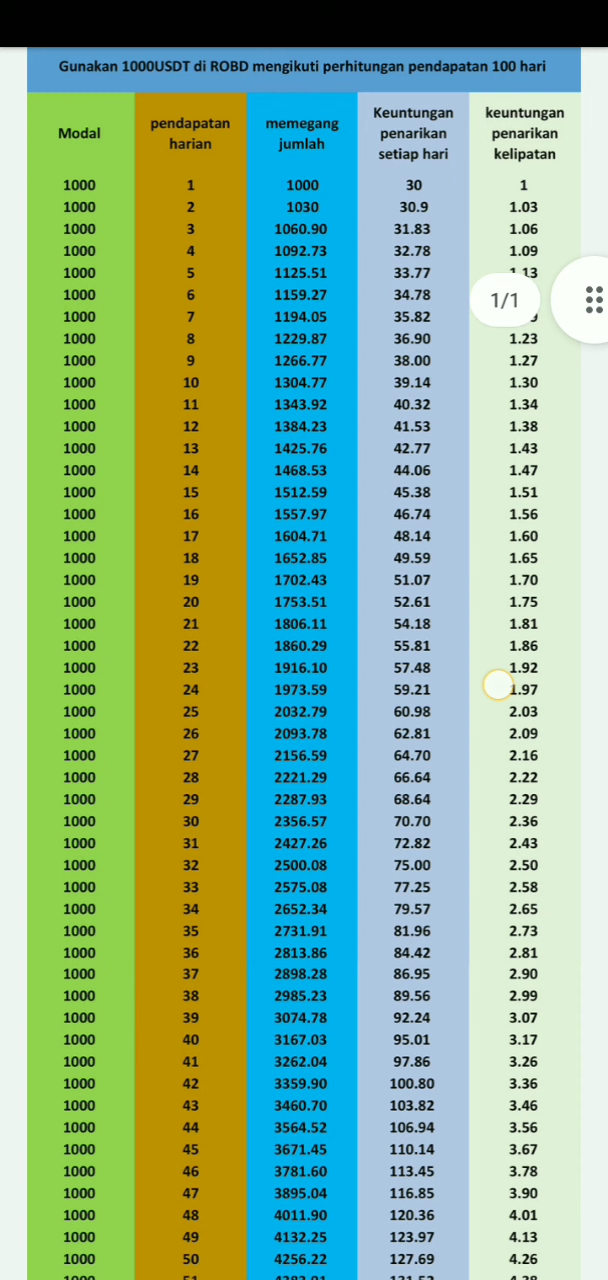 Gunakan 1000USDT di ROBD mengikuti perhitungan pendapatan 100 hari
Modal pendapatan harian memegang jumlah Keuntungan penarikan setiap hari keuntungan penarikan kelipatan
1000 1 1000 30 1
1000 2 1030 30.9 1.03
1000 3 1060.90 31.83 1.06
1000 4 1092.73 32.78 1.09
1000 5 1125.51 33.77 1.13
1/1
1000 6 1159.27 34.78
1000 7 1194.05 35.82
1000 8 1229.87 36.90 1.23
1000 9 1266.77 38.00 1.27
1000 10 1304.77 39.14 1.30
1000 11 1343.92 40.32 1.34
1000 12 1384.23 41.53 1.38
1000 13 1425.76 42.77 1.43
1000 14 1468.53 44.06 1.47
1000 15 1512.59 45.38 1.51
1000 16 1557.97 46.74 1.56
1000 17 1604.71 48.14 1.60
1000 18 1652.85 49.59 1.65
1000 19 1702.43 51.07 1.70
1000 20 1753.51 52.61 1.75
1000 21 1806.11 54.18 1.81
1000 22 1860.29 55.81 1.86
1000 23 1916.10 57.48 1.92
1000 24 1973.59 59.21 1.97
1000 25 2032.79 60.98 2.03
1000 26 2093.78 62.81 2.09
1000 27 2156.59 64.70 2.16
1000 28 2221.29 66.64 2.22
1000 29 2287.93 68.64 2.29
1000 30 2356.57 70.70 2.36
1000 31 2427.26 72.82 2.43
1000 32 2500.08 75.00 2.50
1000 33 2575.08 77.25 2.58
1000 34 2652.34 79.57 2.65
1000 35 2731.91 81.96 2.73
1000 36 2813.86 84.42 2.81
1000 37 2898.28 86.95 2.90
1000 38 2985.23 89.56 2.99
1000 39 3074.78 92.24 3.07
1000 40 3167.03 95.01 3.17
1000 41 3262.04 97.86 3.26
1000 42 3359.90 100.80 3.36
1000 43 3460.70 103.82 3.46
1000 44 3564.52 106.94 3.56
1000 45 3671.45 110.14 3.67
1000 46 3781.60 113.45 3.78
1000 47 3895.04 116.85 3.90
1000 48 4011.90 120.36 4.01
1000 49 4132.25 123.97 4.13
1000 50 4256.22 127.69 4.26